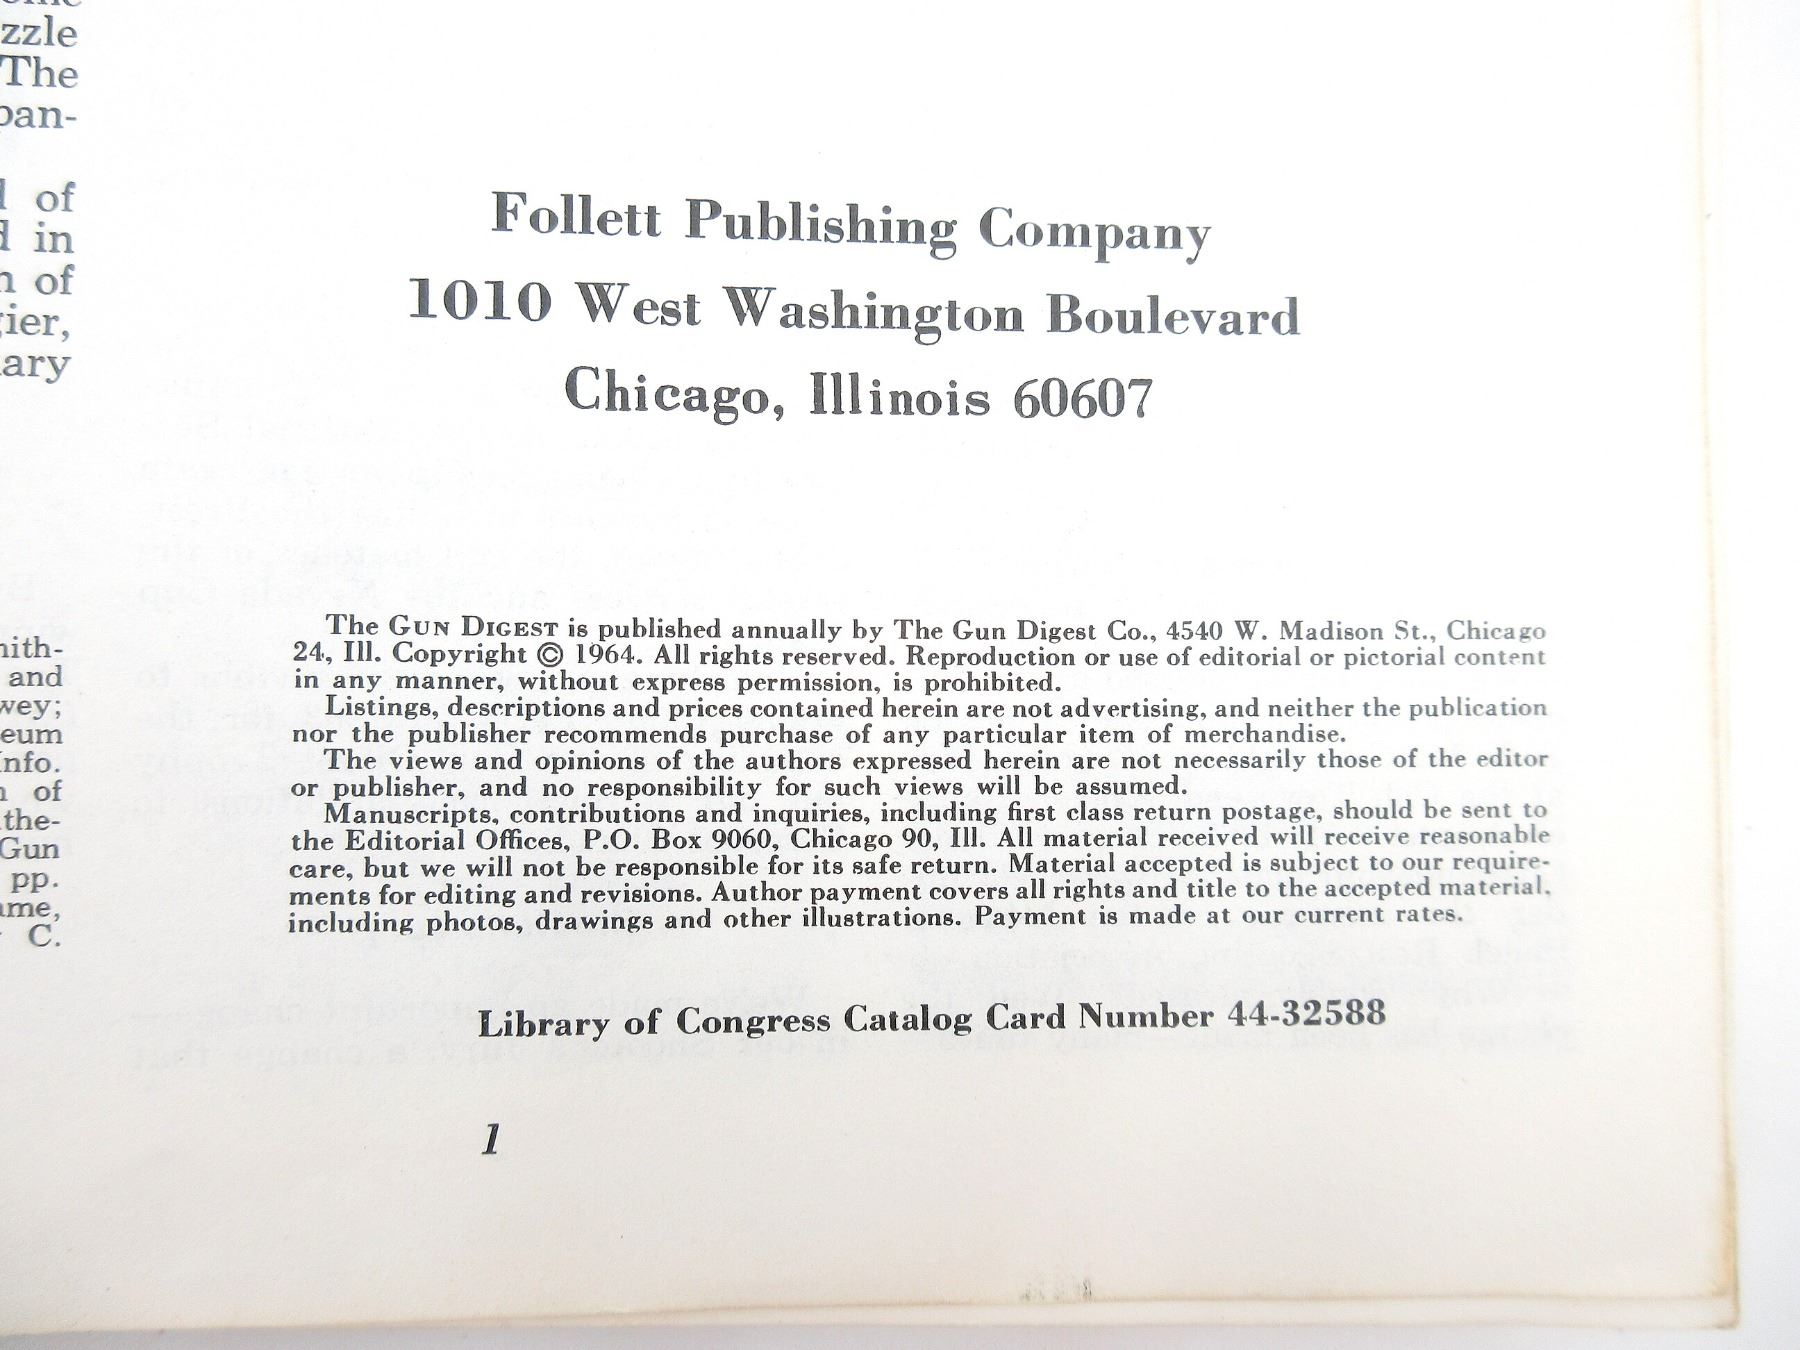 The
of
in
of
and
Info.
of
Gun
pp.
C.
Follett Publishing Company
1010 West Washington Boulevard
Chicago, Illinois 60607
The GUN DIGEST is published annually by The Gun Digest Co., 4540 W. Madison St., Chicago
24, Ill. Copyright © 1964. All rights reserved. Reproduction or use of editorial or pictorial content
in any manner, without express permission, is prohibited.
Listings, descriptions and prices contained herein are not advertising, and neither the publication
nor the publisher recommends purchase of any particular item of merchandise.
The views and opinions of the authors expressed herein are not necessarily those of the editor
or publisher, and no responsibility for such views will be assumed.
Manuscripts, contributions and inquiries, including first class return postage, should be sent to
the Editorial Offices, P.O. Box 9060, Chicago 90, Ill. All material received will receive reasonable
care, but we will not be responsible for its safe return. Material accepted is subject to our require-
ments for editing and revisions. Author payment covers all rights and title to the accepted material,
including photos, drawings and other illustrations. Payment is made at our current rates.
Library of Congress Catalog Card Number 44-32588
1